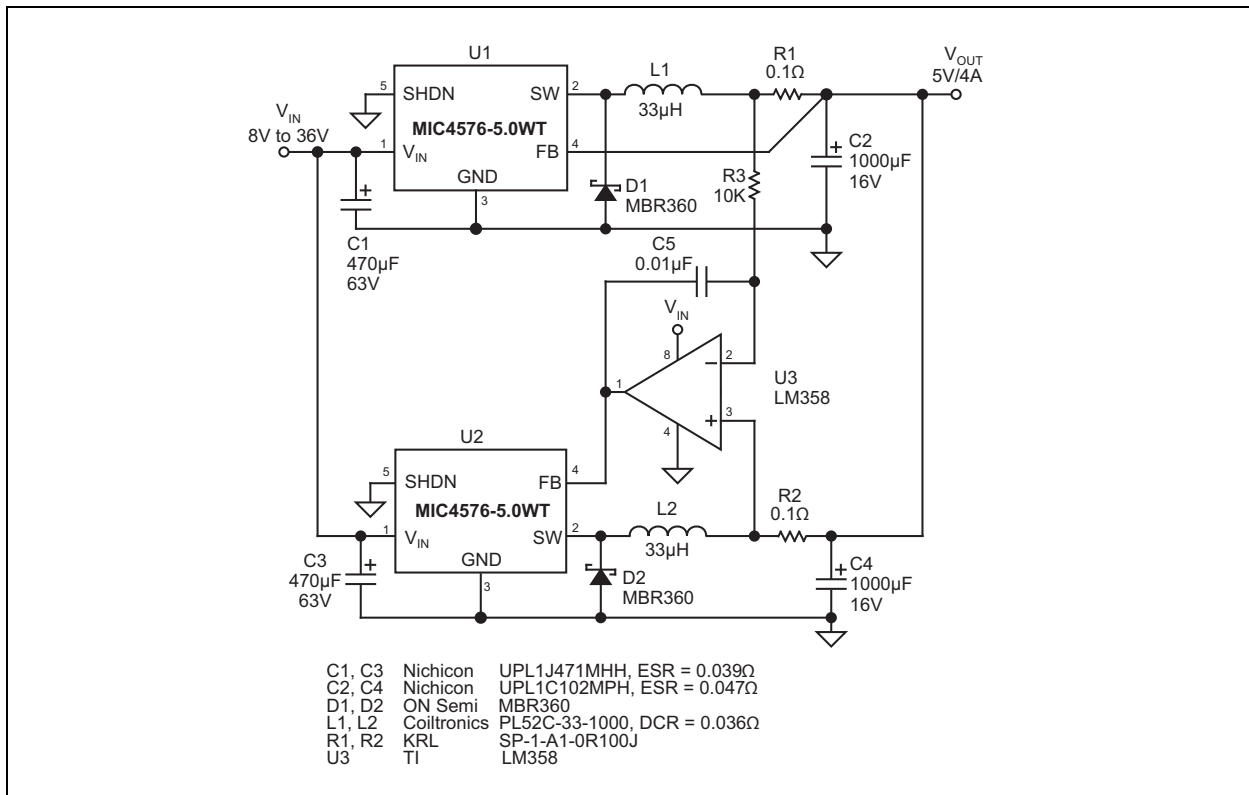 U1
5
SHDN
SW
2
MIC4576-5.0WT
1
VIN
FB
4
GND
3
VIN
8V to 36V
L1
33µH
R1
0.1Ω
VOUT
5V/4A
+
C2
1000µF
16V
R3
10K
D1
MBR360
+
C1
470µF
63V
C5
0.01µF
VIN
8
−
2
1
U3
LM358
+
3
4
U2
5
SHDN
FB
4
MIC4576-5.0WT
1
VIN
SW
2
GND
3
L2
33µH
R2
0.1Ω
+
C3
470µF
63V
D2
MBR360
+
C4
1000µF
16V
C1, C3 Nichicon UPL1J471MHH, ESR = 0.039Ω
C2, C4 Nichicon UPL1C102MPH, ESR = 0.047Ω
D1, D2 ON Semi MBR360
L1, L2 Coiltronics PL52C-33-1000, DCR = 0.036Ω
R1, R2 KRL SP-1-A1-0R100J
U3 TI LM358